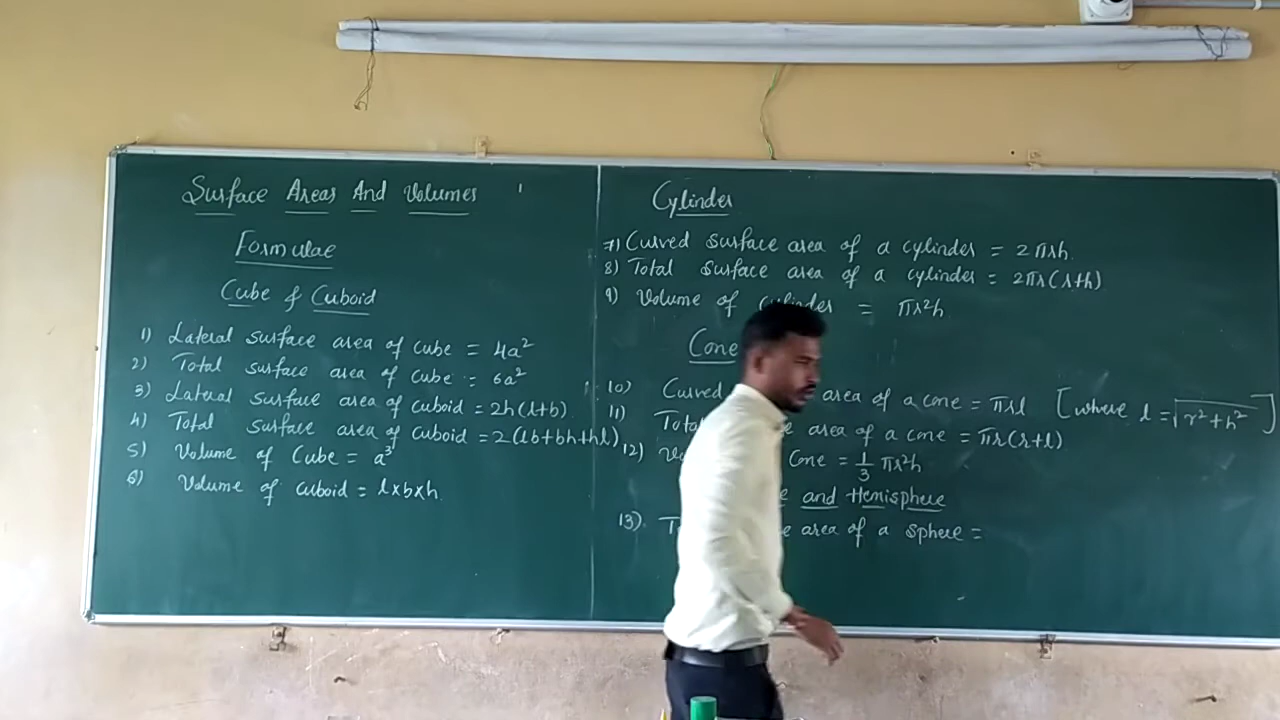 Surface Areas And Volumes
Formulae
Cube & Cuboid
1) Lateral surface area of cube = 4a²
2) Total surface area of cube = 6a²
3) Lateral surface area of cuboid = 2h(l+b)
4) Total surface area of cuboid = 2(lb+bh+hl)
5) Volume of Cube = a³
6) Volume of cuboid = l×b×h
Cylinder
7) Curved surface area of a cylinder = 2πrh
8) Total surface area of a cylinder = 2πr(r+h)
9) Volume of cylinder = πr²h
Cone
10) Curved area of a cone = πrl [where l = √r²+h²]
11) Total area of a cone = πr(r+l)
12) Cone = 1/3 πr²h
and Hemisphere
13) area of a sphere =